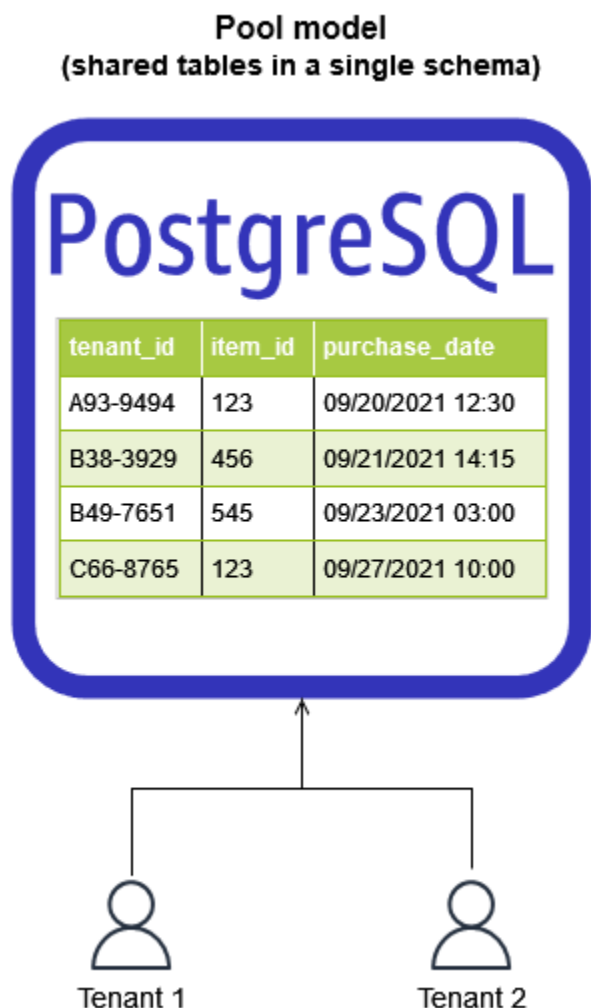 Pool model
(shared tables in a single schema)
PostgreSQL
tenant_id item_id purchase_date
A93-9494 123 09/20/2021 12:30
B38-3929 456 09/21/2021 14:15
B49-7651 545 09/23/2021 03:00
C66-8765 123 09/27/2021 10:00
Tenant 1 Tenant 2